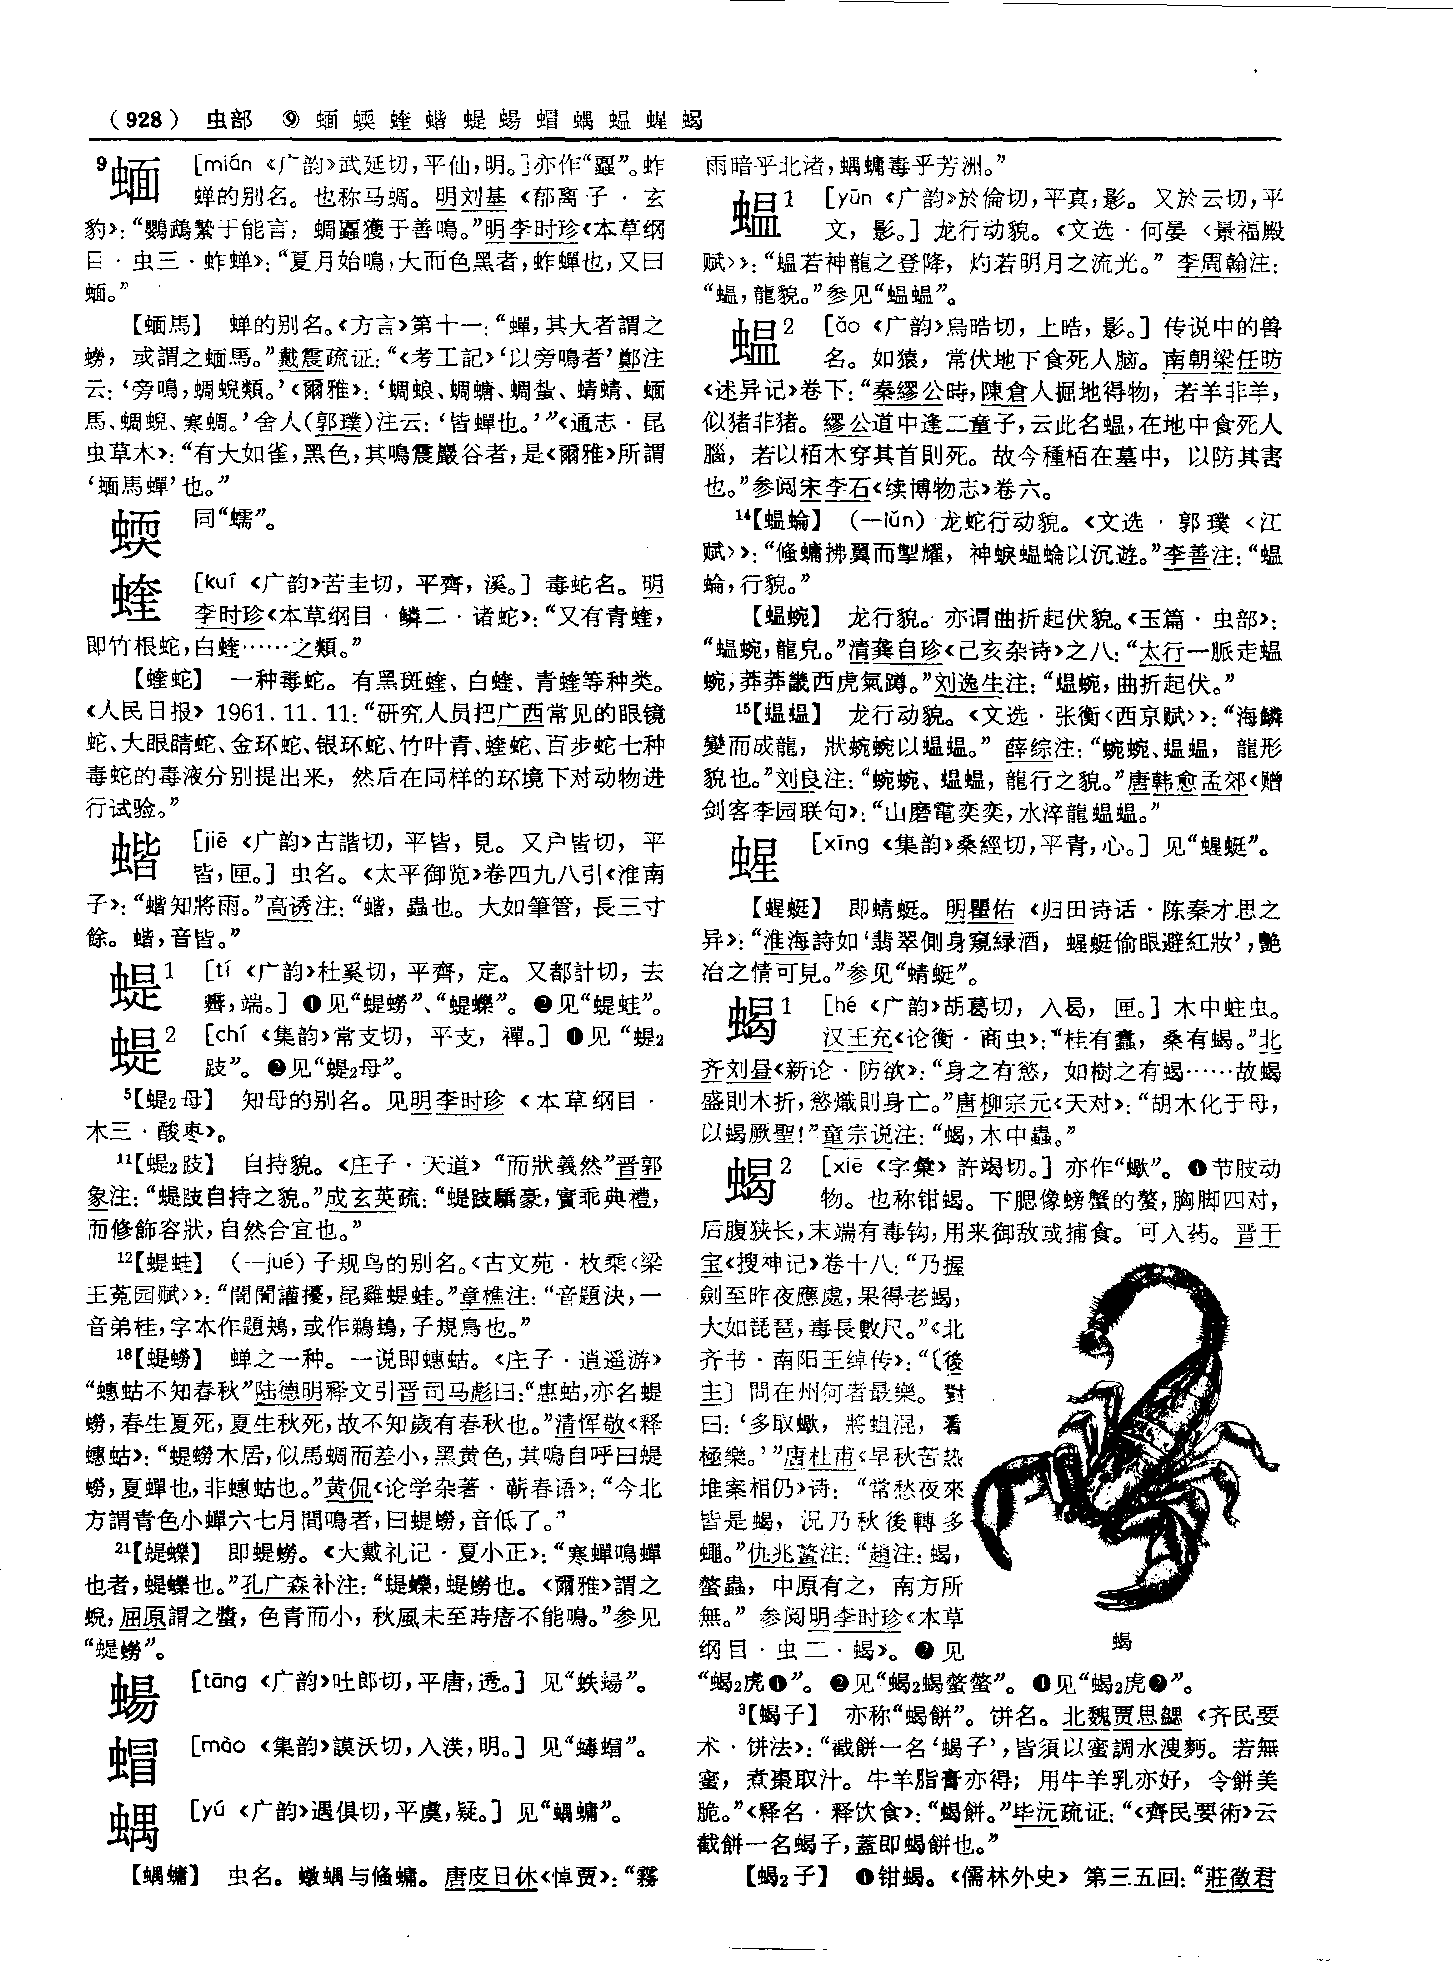 (928) 虫部 ⑨ 蝒 蝡 蝰 蝔 蝭 蝪 蝐 蝺 蝹 蝗 蝎
9蝒 [mián《广韵》武延切，平仙，明。]亦作“蠠”。蚱
蝉的别名。也称马蜩。明刘基《郁离子·玄
豹》：“鹦鵡縶于能言，蜩蠠獲于善鳴。”明李时珍《本草纲
目·虫三·蚱蝉》：“夏月始鳴，大而色黑者，蚱蟬也，又曰
蝒。”
【蝒馬】 蝉的别名。《方言》第十一：“蟬，其大者謂之
蟧，或謂之蝒馬。”戴震疏证：“《考工記》‘以旁鳴者’鄭注
云：‘旁鳴，蜩蜺類。’《爾雅》：‘蜩蜋、蜩螗、蜩蚻、蜻蜻、蝒
馬、蜩蜺、寒蜩。’舍人(郭璞)注云：‘皆蟬也。’”《通志·昆
虫草木》：“有大如雀，黑色，其鳴震巖谷者，是《爾雅》所謂
‘蝒馬蟬’也。”
蝡 同“蠕”。
蝰 [kuí《广韵》苦圭切，平齊，溪。] 毒蛇名。明
李时珍《本草纲目·鳞二·诸蛇》：“又有青蝰，
即竹根蛇，白蝰……之類。”
【蝰蛇】 一种毒蛇。有黑斑蝰、白蝰、青蝰等种类。
《人民日报》1961.11.11：“研究人员把广西常见的眼镜
蛇、大眼睛蛇、金环蛇、银环蛇、竹叶青、蝰蛇、百步蛇七种
毒蛇的毒液分别提出来，然后在同样的环境下对动物进
行试验。”
蝔 [jiē《广韵》古諧切，平皆，見。又户皆切，平
皆，匣。] 虫名。《太平御览》卷四九八引《淮南
子》：“蝔知將雨。”高诱注：“蝔，蟲也。大如筆管，長三寸
餘。蝔，音皆。”
蝭1 [tí《广韵》杜奚切，平齊，定。又都計切，去
霽，端。] ❶见“蝭蟧”、“蝭蠑”。❷见“蝭蛙”。
蝭2 [chí《集韵》常支切，平支，禪。] ❶见“蝭2
跂”。❷见“蝭2母”。
5【蝭2母】 知母的别名。见明李时珍《本草纲目·
木三·酸枣》。
11【蝭2跂】 自持貌。《庄子·天道》“而狀義然”晋郭
象注：“蝭跂自持之貌。”成玄英疏：“蝭跂驕豪，實乖典禮，
而修飾容狀，自然合宜也。”
12【蝭蛙】 （一jué）子规鸟的别名。《古文苑·枚乘〈梁
王菟园赋〉》：“閛閛讙擾，昆雞蝭蛙。”章樵注：“音題決，一
音弟桂，字本作題鴂，或作鶗鴂，子規鳥也。”
18【蝭蟧】 蝉之一种。一说即蟪蛄。《庄子·逍遥游》
“蟪蛄不知春秋”陆德明释文引晋司马彪曰：“惠蛄，亦名蝭
蟧，春生夏死，夏生秋死，故不知歲有春秋也。”清恽敬《释
蟪蛄》：“蝭蟧木居，似馬蜩而差小，黑黄色，其鳴自呼曰蝭
蟧，夏蟬也，非蟪蛄也。”黄侃《论学杂著·蕲春语》：“今北
方謂青色小蟬六七月間鳴者，曰蝭蟧，音低了。”
21【蝭蠑】 即蝭蟧。《大戴礼记·夏小正》：“寒蟬鳴蟬
也者，蝭蠑也。”孔广森补注：“蝭蠑，蝭蟧也。《爾雅》謂之
蜺，屈原謂之螿，色青而小，秋風未至時瘖不能鳴。”参见
“蝭蟧”。
蝪 [tāng《广韵》吐郎切，平唐，透。] 见“蛈蝪”。
蝐 [mào《集韵》謨沃切，入沃，明。] 见“蝳蝐”。
蝺 [yú《广韵》遇俱切，平虞，疑。] 见“蝺䗤”。
【蝺䗤】 虫名。蝺与鯈䗤。唐皮日休《悼贾》：“霧
雨暗乎北渚，蝺䗤毒乎芳洲。”
蝹1 [yūn《广韵》於倫切，平真，影。又於云切，平
文，影。] 龙行动貌。《文选·何晏〈景福殿
赋〉》：“蝹若神龍之登降，灼若明月之流光。” 李周翰注：
“蝹，龍貌。”参见“蝹蝹”。
蝹2 [ǎo《广韵》烏晧切，上晧，影。] 传说中的兽
名。如猿，常伏地下食死人脑。南朝梁任昉
《述异记》卷下：“秦繆公時，陳倉人掘地得物，若羊非羊，
似猪非猪。繆公道中逢二童子，云此名蝹，在地中食死人
腦，若以栢木穿其首則死。故今種栢在墓中，以防其害
也。”参阅宋李石《续博物志》卷六。
14【蝹蜦】 （一lǔn）龙蛇行动貌。《文选·郭璞〈江
赋〉》：“鯈䗤拂翼而掣耀，神蜧蝹蜦以沉遊。”李善注：“蝹
蜦，行貌。”
【蝹蜿】 龙行貌。亦谓曲折起伏貌。《玉篇·虫部》：
“蝹蜿，龍皃。”清龚自珍《己亥杂诗》之八：“太行一脈走蝹
蜿，莽莽畿西虎氣蹲。”刘逸生注：“蝹蜿，曲折起伏。”
15【蝹蝹】 龙行动貌。《文选·张衡〈西京赋〉》：“海鱗
變而成龍，狀蜿蜿以蝹蝹。” 薛综注：“蜿蜿、蝹蝹，龍形
貌也。”刘良注：“蜿蜿、蝹蝹，龍行之貌。”唐韩愈孟郊《赠
剑客李园联句》：“山磨電奕奕，水淬龍蝹蝹。”
[xīng《集韵》桑經切，平青，心。]
即蜻蜓。明瞿佑《归田诗话·陈秦才思之
异》：“淮海詩如‘翡翠側身窺緑酒，蜻蜓偷眼避紅妝’，艷
冶之情可見。”参见“蜻蜓”。
蝎1 [hé《广韵》胡葛切，入曷，匣。] 木中蛀虫。
汉王充《论衡·商虫》：“桂有蠹，桑有蝎。”北
齐刘昼《新论·防欲》：“身之有慾，如樹之有蝎……故蝎
盛則木折，慾熾則身亡。”唐柳宗元《天对》：“胡木化于母，
以蝎厥聖！”童宗说注：“蝎，木中蟲。”
蝎2 [xiē《字彙》許竭切。] 亦作“蠍”。❶节肢动
物。也称钳蝎。下腮像螃蟹的螯，胸脚四对，
后腹狭长，末端有毒钩，用来御敌或捕食。可入药。晋干
宝《搜神记》卷十八：“乃握
劍至昨夜應處，果得老蝎，
大如琵琶，毒長數尺。”《北
齐书·南阳王绰传》：“〔後
主〕問在州何者最樂。對
曰：‘多取蠍，將蛆混，看
極樂。’”唐杜甫《早秋苦热
堆案相仍》诗：“常愁夜來
皆是蝎，况乃秋後轉多
蠅。”仇兆鳌注：“趙注：蝎，
螫蟲，中原有之，南方所
無。” 参阅明李时珍《本草
纲目·虫二·蝎》。❷见
“蝎2虎❶”。❸见“蝎2蝎螫螫”。❹见“蝎2虎❷”。
蝎
3【蝎子】 亦称“蝎餅”。饼名。北魏贾思勰《齐民要
术·饼法》：“截餅一名‘蝎子’，皆須以蜜調水溲麪。若無
蜜，煮棗取汁。牛羊脂膏亦得；用牛羊乳亦好，令餅美
脆。”《释名·释饮食》：“蝎餅。”毕沅疏证：“《齊民要術》云
截餅一名蝎子，蓋即蝎餅也。”
【蝎2子】 ❶钳蝎。《儒林外史》第三五回：“莊徵君